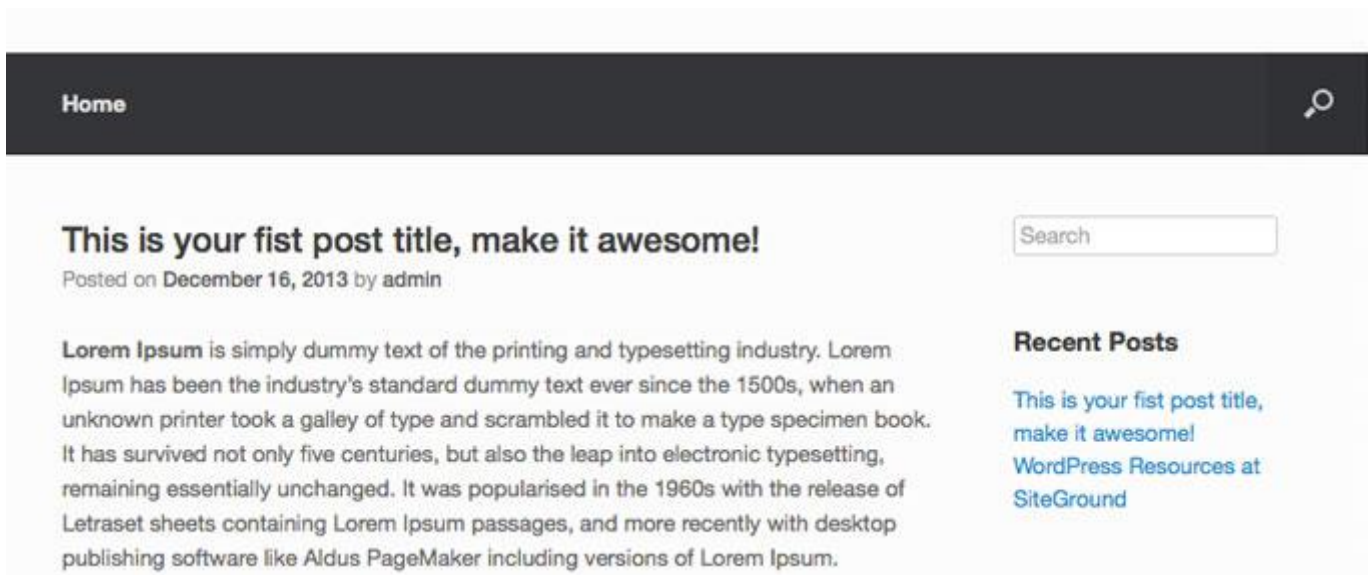 Home
This is your fist post title, make it awesome!
Posted on December 16, 2013 by admin
Lorem Ipsum is simply dummy text of the printing and typesetting industry. Lorem
Ipsum has been the industry’s standard dummy text ever since the 1500s, when an
unknown printer took a galley of type and scrambled it to make a type specimen book.
It has survived not only five centuries, but also the leap into electronic typesetting,
remaining essentially unchanged. It was popularised in the 1960s with the release of
Letraset sheets containing Lorem Ipsum passages, and more recently with desktop
publishing software like Aldus PageMaker including versions of Lorem Ipsum.
Search
Recent Posts
This is your fist post title,
make it awesome!
WordPress Resources at
SiteGround